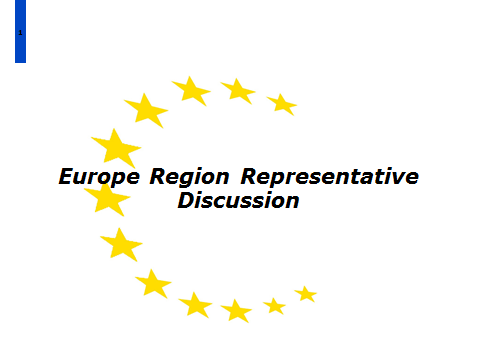 1
Europe Region Representative
Discussion